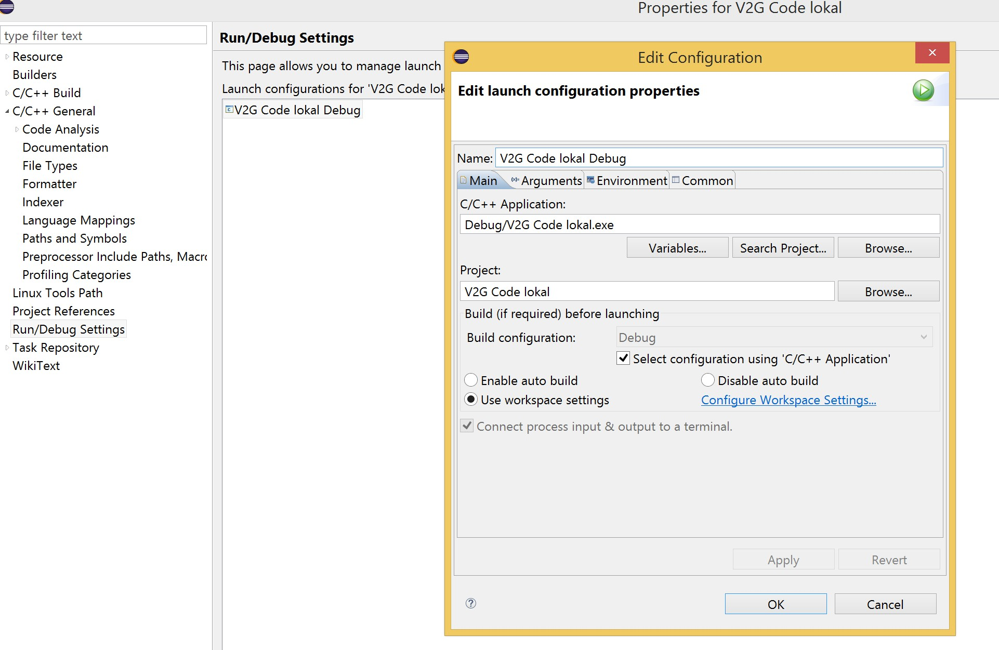 Properties for V2G Code lokal
type filter text
Resource
Builders
C/C++ Build
C/C++ General
Code Analysis
Documentation
File Types
Formatter
Indexer
Language Mappings
Paths and Symbols
Preprocessor Include Paths, Macro
Profiling Categories
Linux Tools Path
Project References
Run/Debug Settings
Task Repository
WikiText
Run/Debug Settings
This page allows you to manage launch
Launch configurations for 'V2G Code lok
V2G Code lokal Debug
Edit Configuration
Edit launch configuration properties
Name: V2G Code lokal Debug
Main Arguments Environment Common
C/C++ Application:
Debug/V2G Code lokal.exe
Variables... Search Project... Browse...
Project:
V2G Code lokal Browse...
Build (if required) before launching
Build configuration: Debug
Select configuration using 'C/C++ Application'
Enable auto build Disable auto build
Use workspace settings Configure Workspace Settings...
Connect process input & output to a terminal.
Apply Revert
OK Cancel